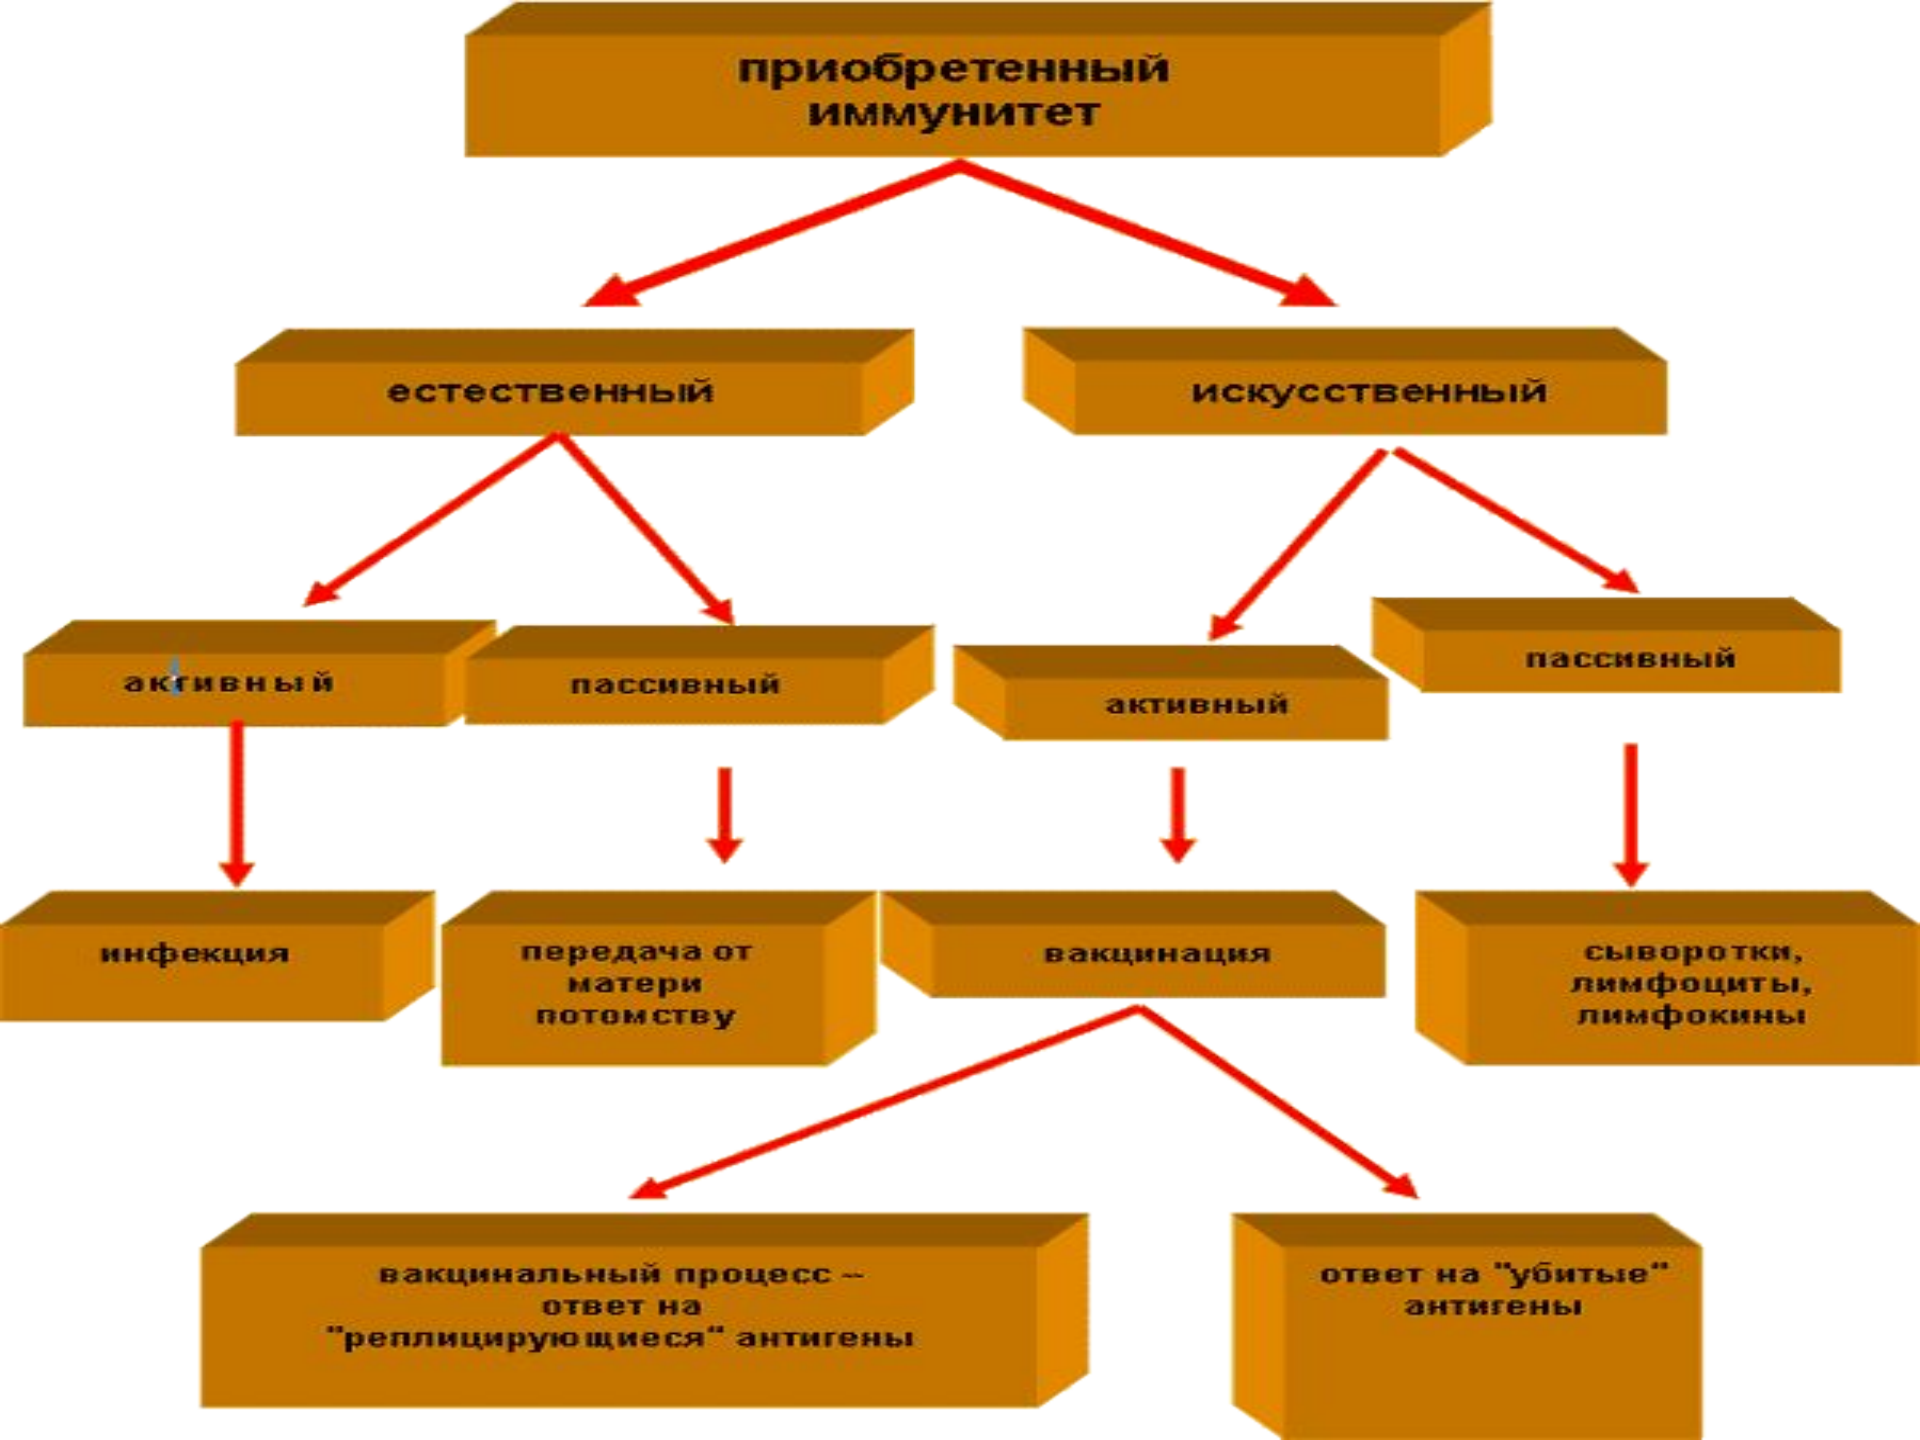 приобретенный
иммунитет
естественный
искусственный
активный
пассивный
активный
пассивный
инфекция
передача от
матери
потомству
вакцинация
сыворотки,
лимфоциты,
лимфокины
вакцинальный процесс --
ответ на
"реплицирующиеся" антигены
ответ на "убитые"
антигены